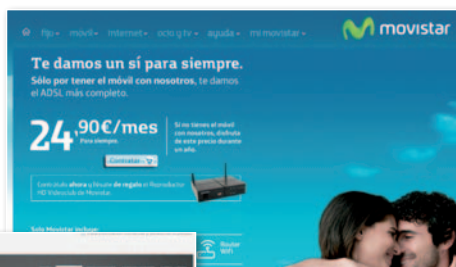 fijo móvil internet ocio y tv ayuda mi movistar
movistar
Te damos un sí para siempre.
Sólo por tener el móvil con nosotros, te damos
el ADSL más completo.
24,90€/mes
Para siempre
Si no tienes el móvil
con nosotros, disfruta
de este precio durante
un año.
Contratar
Contrátalo ahora y llévate de regalo el Reproductor
HD Videoclub de Movistar.
Solo Movistar incluye:
Router
WiFi